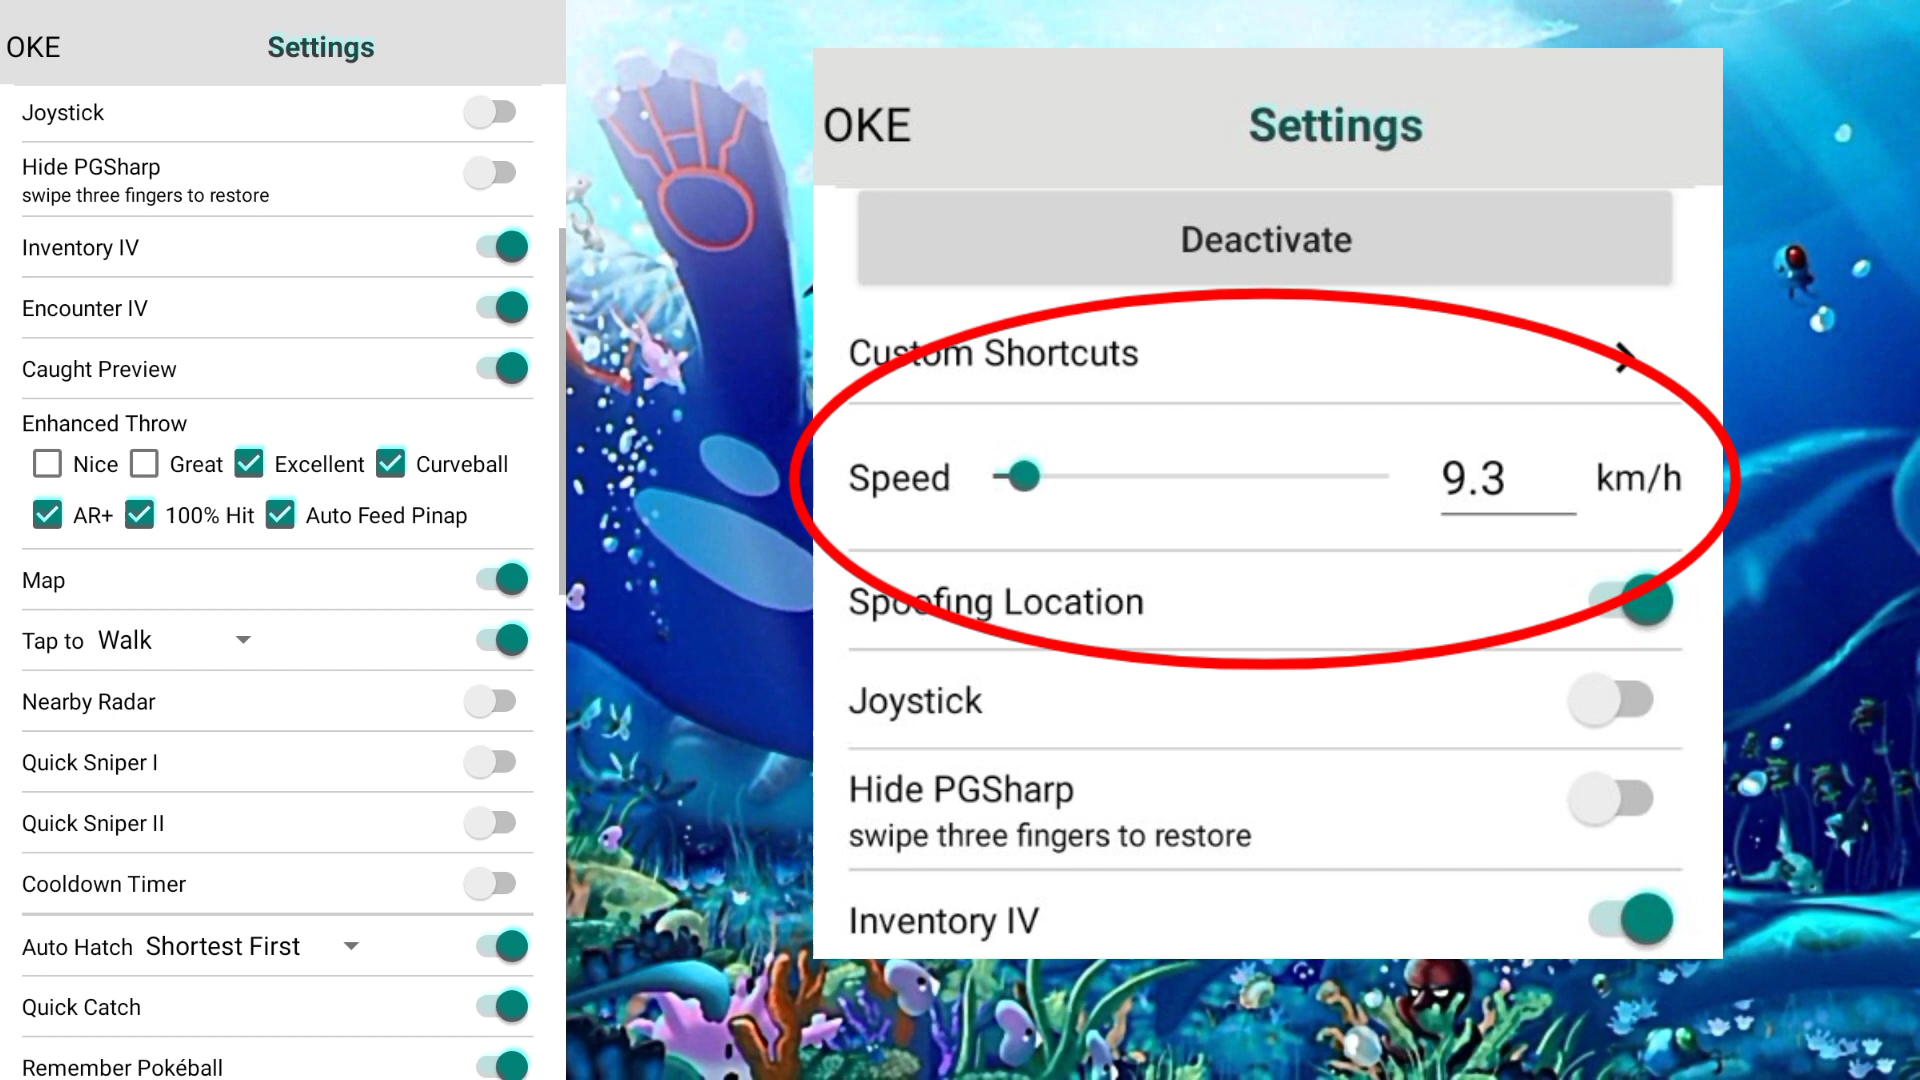 OKE Settings
Joystick
Hide PGSharp
swipe three fingers to restore
Inventory IV
Encounter IV
Caught Preview
Enhanced Throw
Nice Great Excellent Curveball
AR+ 100% Hit Auto Feed Pinap
Map
Tap to Walk
Nearby Radar
Quick Sniper I
Quick Sniper II
Cooldown Timer
Auto Hatch Shortest First
Quick Catch
Remember Pokéball
OKE Settings
Deactivate
Custom Shortcuts
Speed 9.3 km/h
Spoofing Location
Joystick
Hide PGSharp
swipe three fingers to restore
Inventory IV